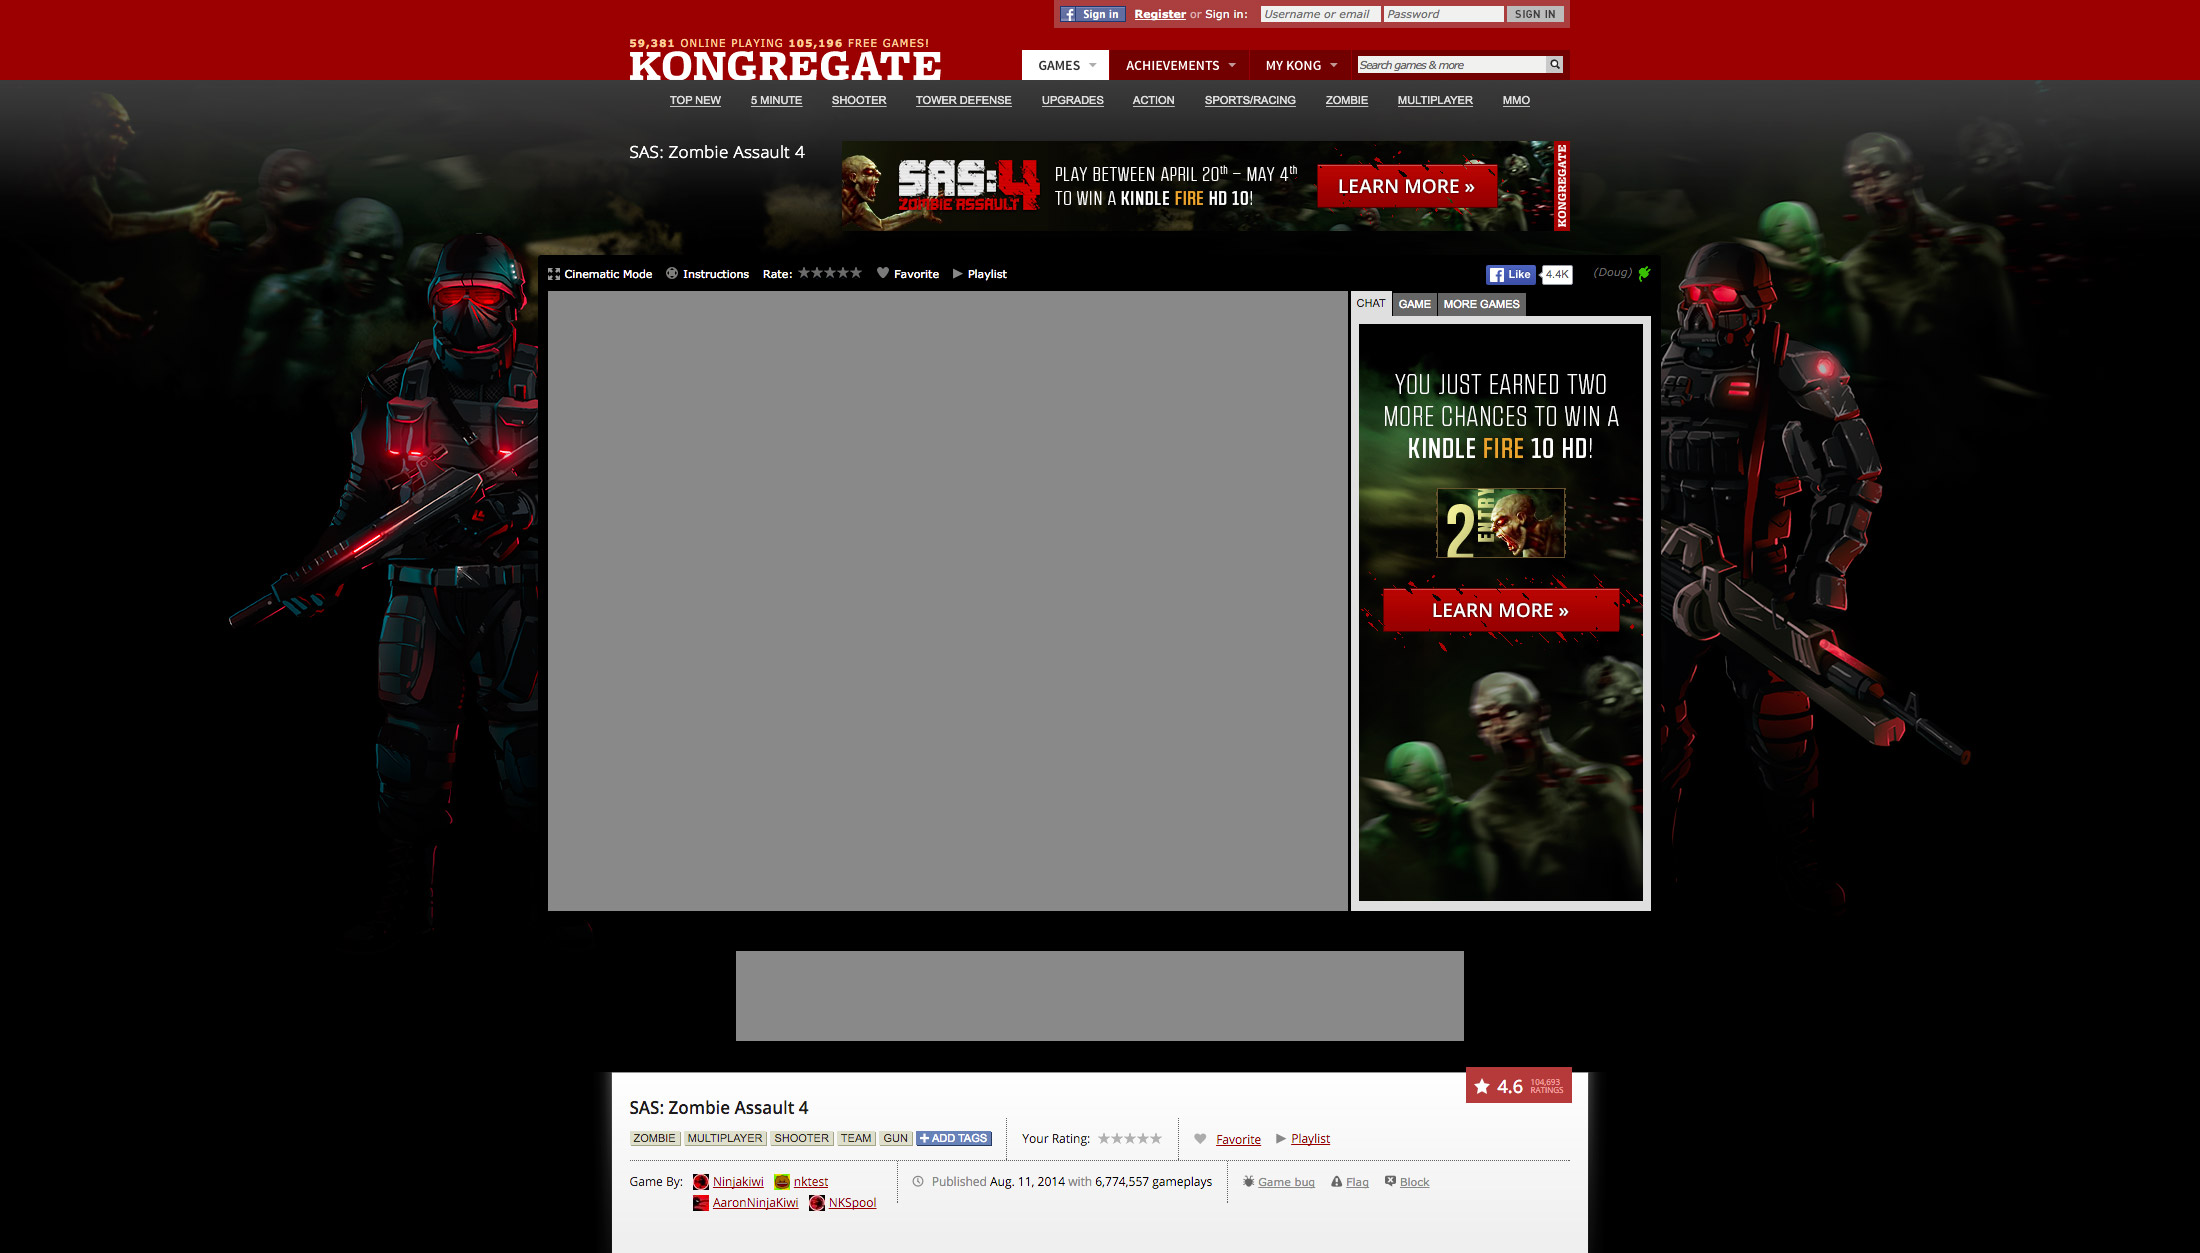 Sign in Register or Sign in: Username or email Password SIGN IN
59,381 ONLINE PLAYING 105,196 FREE GAMES!
KONGREGATE
GAMES ACHIEVEMENTS MY KONG Search games & more
TOP NEW 5 MINUTE SHOOTER TOWER DEFENSE UPGRADES ACTION SPORTS/RACING ZOMBIE MULTIPLAYER MMO
SAS: Zombie Assault 4
SAS:4
ZOMBIE ASSAULT
PLAY BETWEEN APRIL 20th – MAY 4th
TO WIN A KINDLE FIRE HD 10!
LEARN MORE »
KONGREGATE
Cinematic Mode Instructions Rate: Favorite Playlist
Like 4.4K (Doug)
CHAT GAME MORE GAMES
YOU JUST EARNED TWO
MORE CHANCES TO WIN A
KINDLE FIRE 10 HD!
2 ENTRY
LEARN MORE »
4.6 104,693 RATINGS
SAS: Zombie Assault 4
ZOMBIE MULTIPLAYER SHOOTER TEAM GUN + ADD TAGS Your Rating: Favorite Playlist
Game By: Ninjakiwi nktest Published Aug. 11, 2014 with 6,774,557 gameplays Game bug Flag Block
AaronNinjaKiwi NKSpool